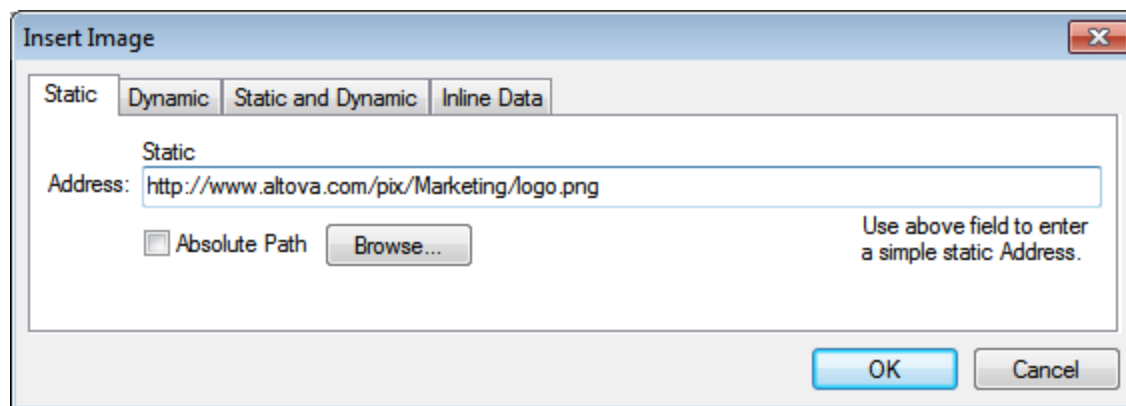 Insert Image
Static
Dynamic
Static and Dynamic
Inline Data
Static
Address: http://www.altova.com/pix/Marketing/logo.png
Absolute Path
Browse...
Use above field to enter
a simple static Address.
OK
Cancel